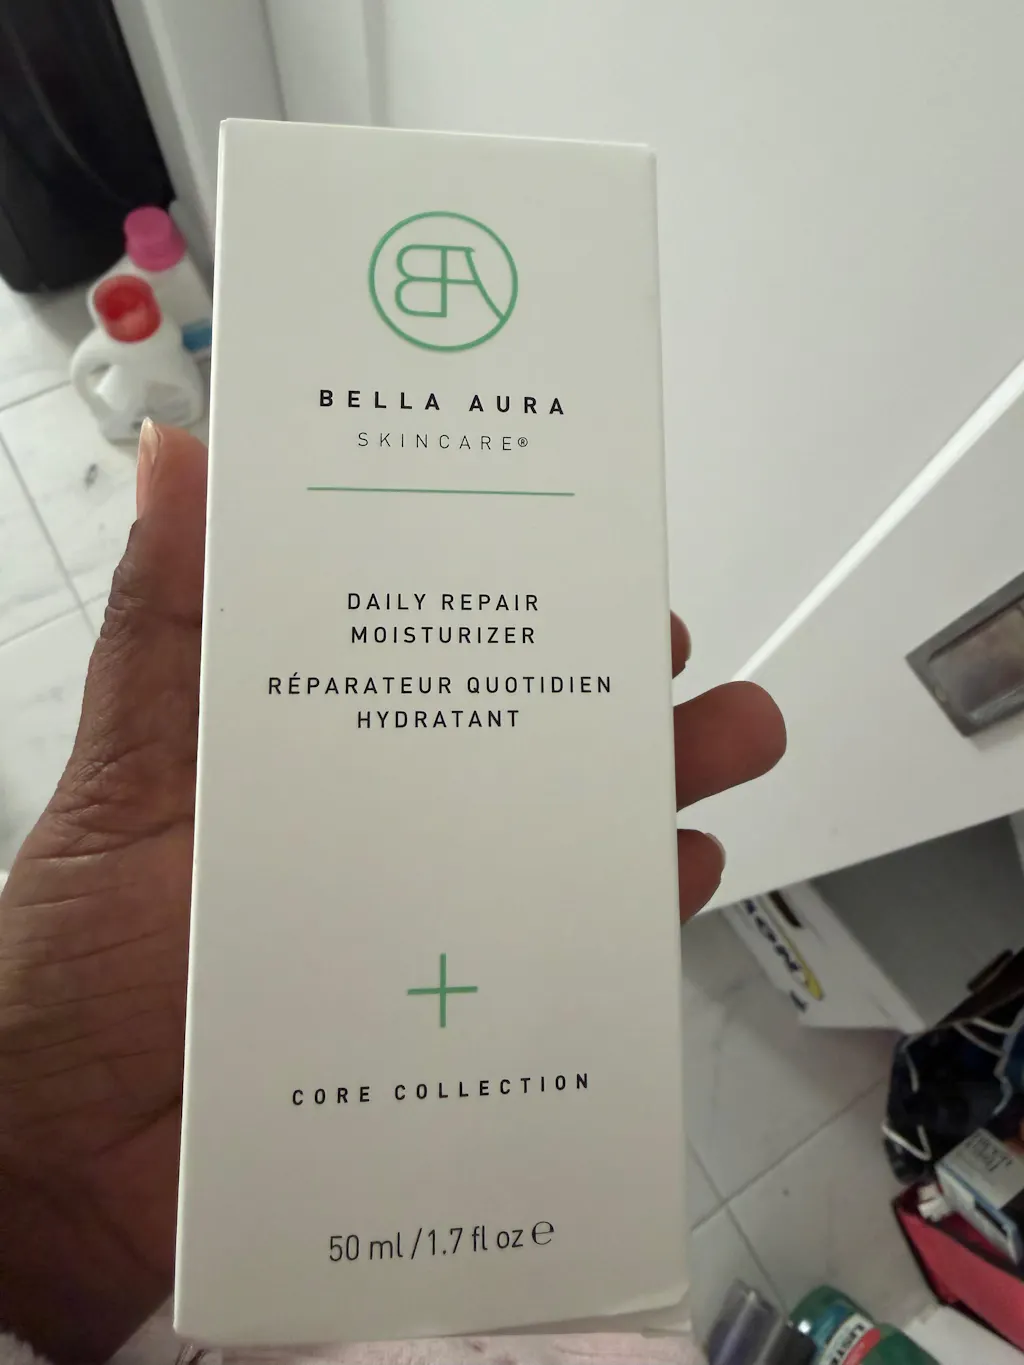 BA
BELLA AURA
SKINCARE®
DAILY REPAIR
MOISTURIZER
RÉPARATEUR QUOTIDIEN
HYDRATANT
CORE COLLECTION
50 ml / 1.7 fl oz ℮